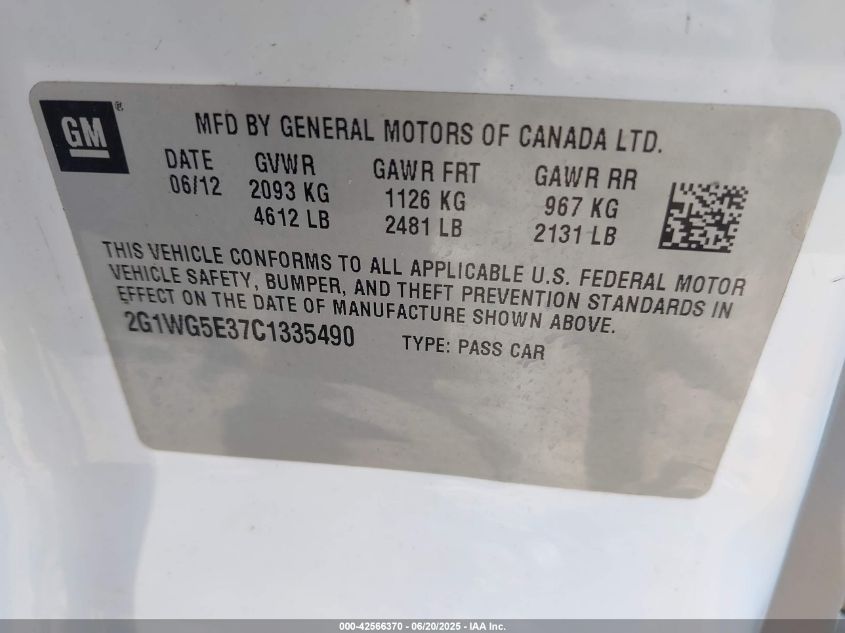 GM®
MFD BY GENERAL MOTORS OF CANADA LTD.
DATE GVWR GAWR FRT GAWR RR
06/12 2093 KG 1126 KG 967 KG
4612 LB 2481 LB 2131 LB
THIS VEHICLE CONFORMS TO ALL APPLICABLE U.S. FEDERAL MOTOR
VEHICLE SAFETY, BUMPER, AND THEFT PREVENTION STANDARDS IN
EFFECT ON THE DATE OF MANUFACTURE SHOWN ABOVE.
2G1WG5E37C1335490 TYPE: PASS CAR
000-42566370 - 06/20/2025 - IAA Inc.